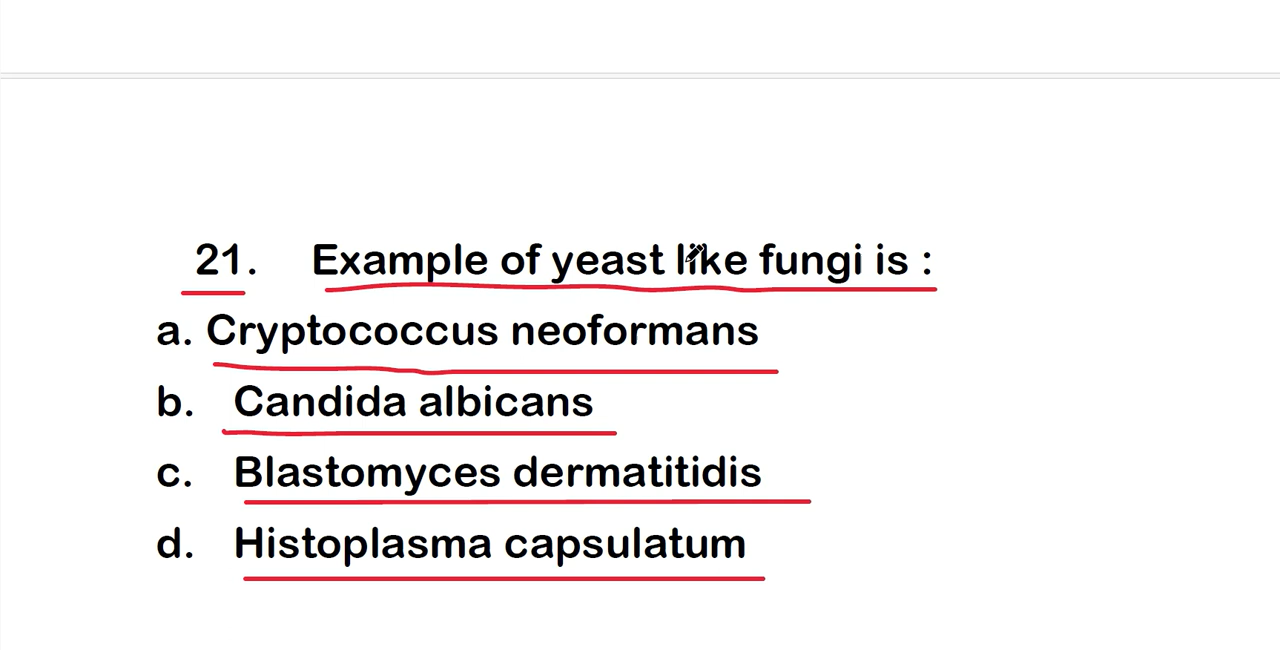 21. Example of yeast like fungi is :
a. Cryptococcus neoformans
b. Candida albicans
c. Blastomyces dermatitidis
d. Histoplasma capsulatum